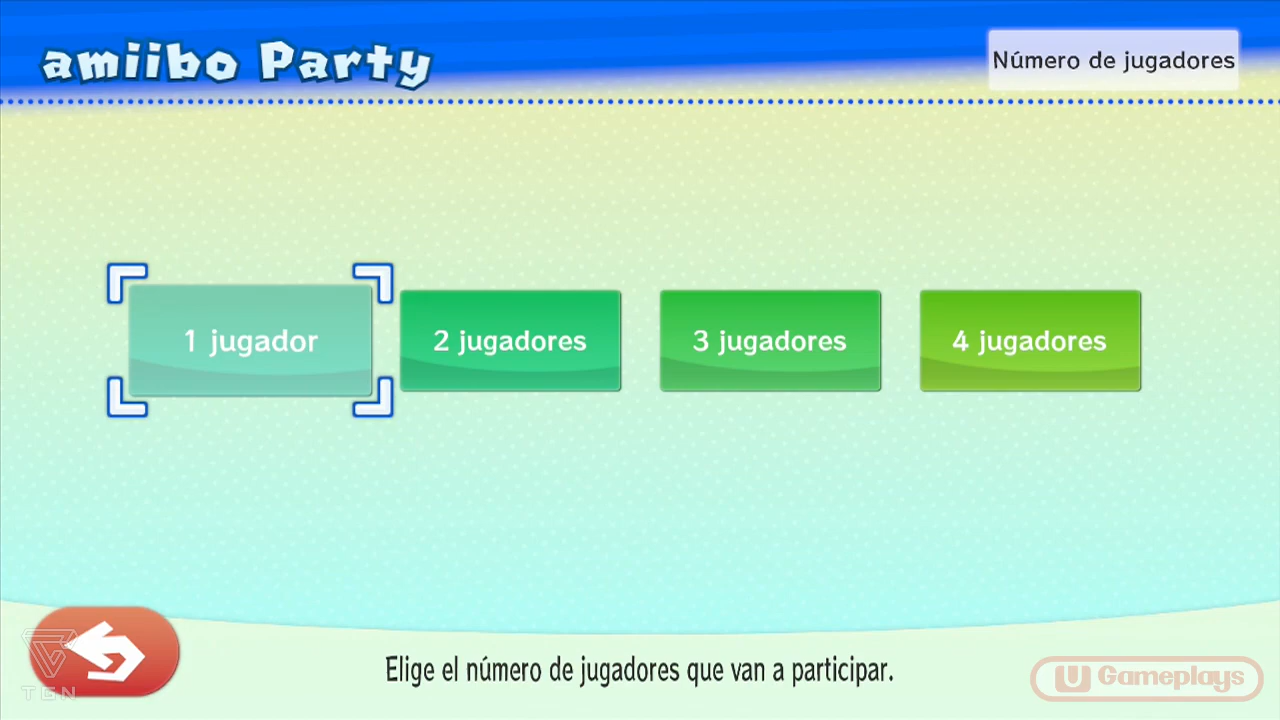 amiibo Party
Número de jugadores
1 jugador
2 jugadores
3 jugadores
4 jugadores
Elige el número de jugadores que van a participar.
TGN
U Gameplays